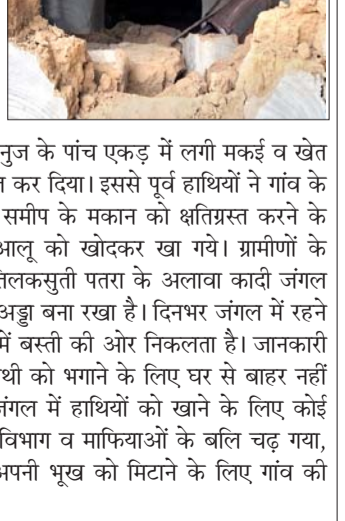 नुज के पांच एकड़ में लगी मकई व खेत
कर दिया। इससे पूर्व हाथियों ने गांव के
समीप के मकान को क्षतिग्रस्त करने के
आलू को खोदकर खा गये। ग्रामीणों के
तिलकसुती पतरा के अलावा कादी जंगल
अड्डा बना रखा है। दिनभर जंगल में रहने
में बस्ती की ओर निकलता है। जानकारी
थी को भगाने के लिए घर से बाहर नहीं
जंगल में हाथियों को खाने के लिए कोई
विभाग व माफियाओं के बलि चढ़ गया,
अपनी भूख को मिटाने के लिए गांव की